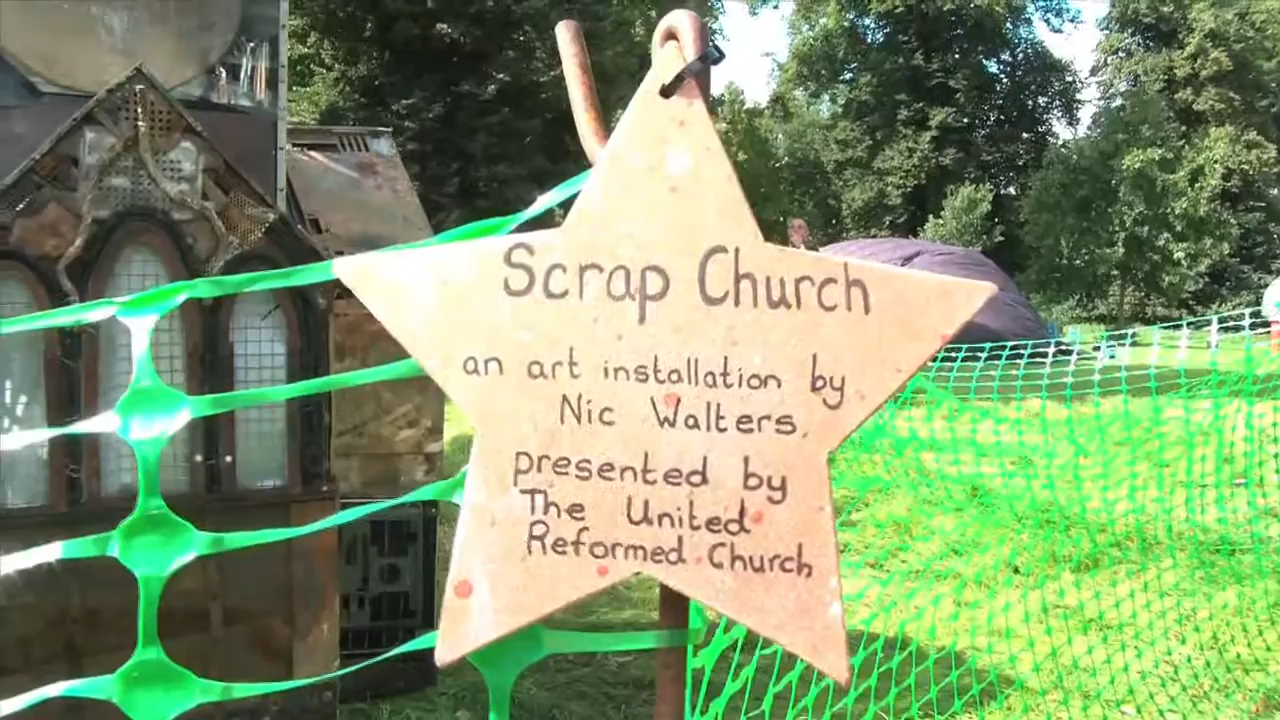 Scrap Church
an art installation by
Nic Walters.
presented by
The United
Reformed Church